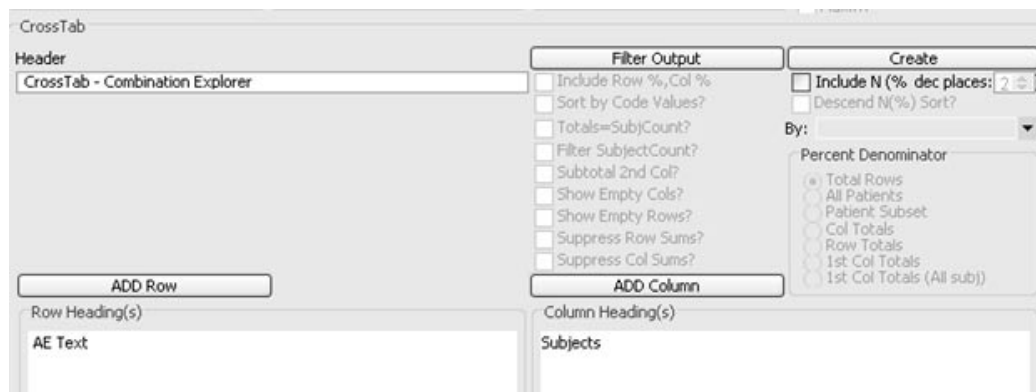 CrossTab
Header
CrossTab - Combination Explorer
Filter Output
Include Row %,Col %
Sort by Code Values?
Totals=SubjCount?
Filter SubjectCount?
Subtotal 2nd Col?
Show Empty Cols?
Show Empty Rows?
Suppress Row Sums?
Suppress Col Sums?
Create
Include N (% dec places: 2
Descend N(%) Sort?
By:
Percent Denominator
Total Rows
All Patients
Patient Subset
Col Totals
Row Totals
1st Col Totals
1st Col Totals (All subj)
ADD Row
ADD Column
Row Heading(s)
AE Text
Column Heading(s)
Subjects